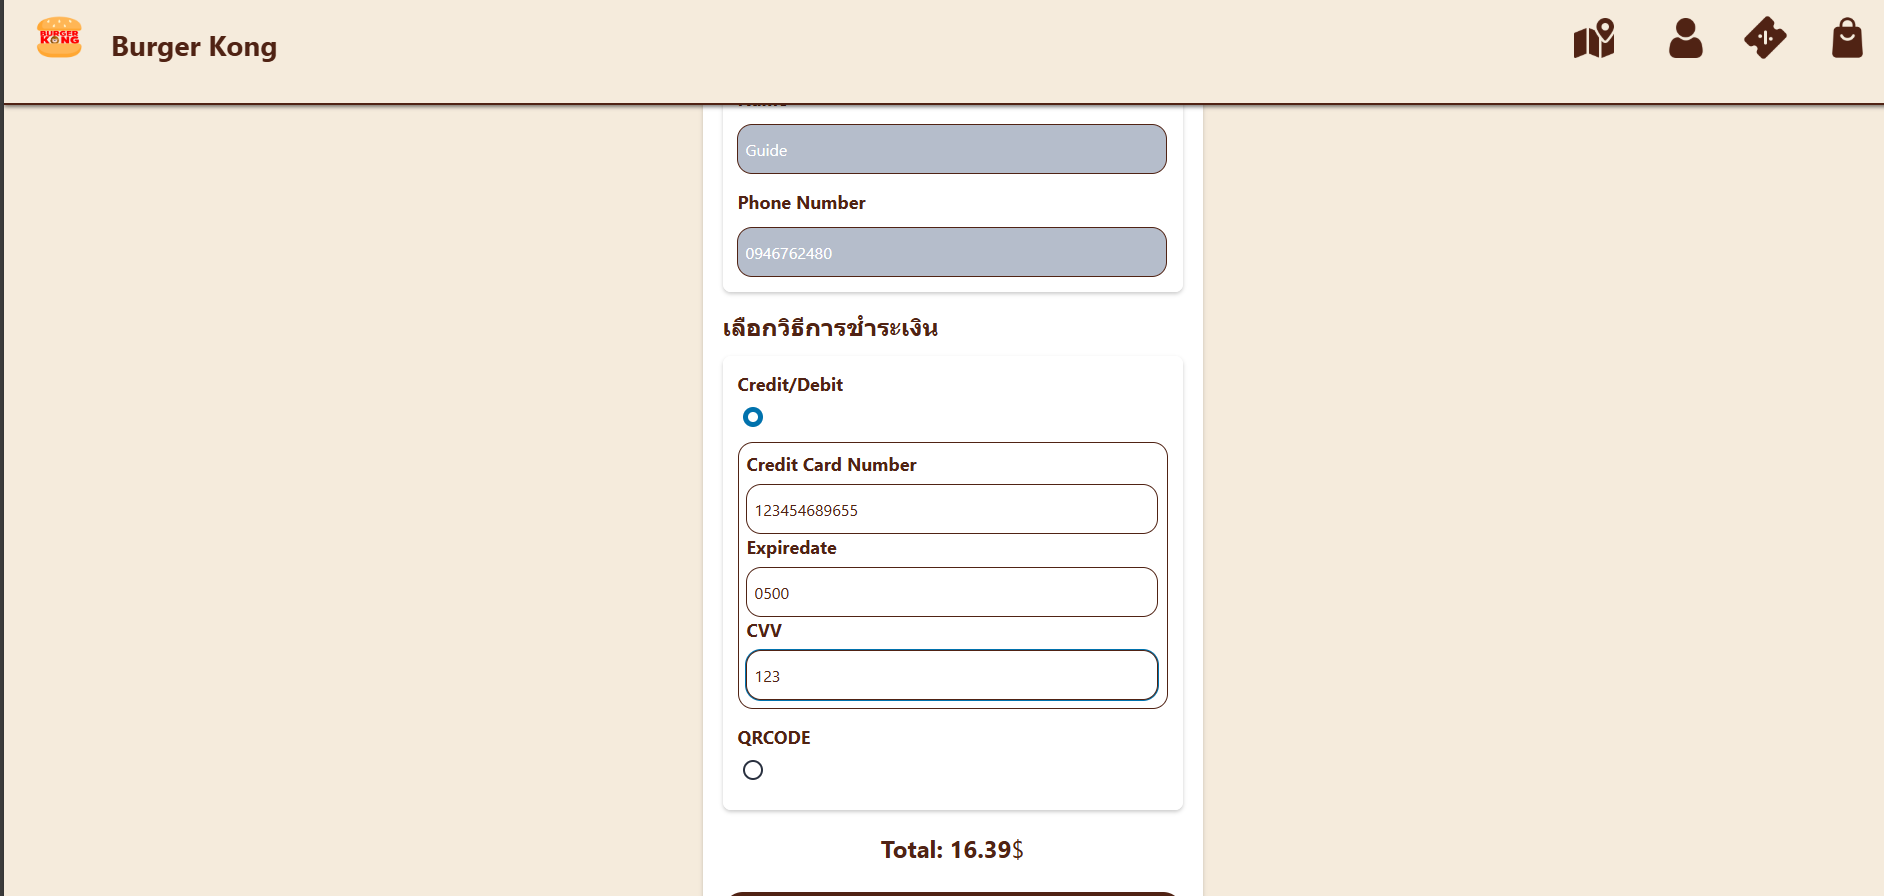 BURGER
KONG
Burger Kong
Guide
Phone Number
0946762480
เลือกวิธีการชำระเงิน
Credit/Debit
Credit Card Number
123454689655
Expiredate
0500
CVV
123
QRCODE
Total: 16.39$